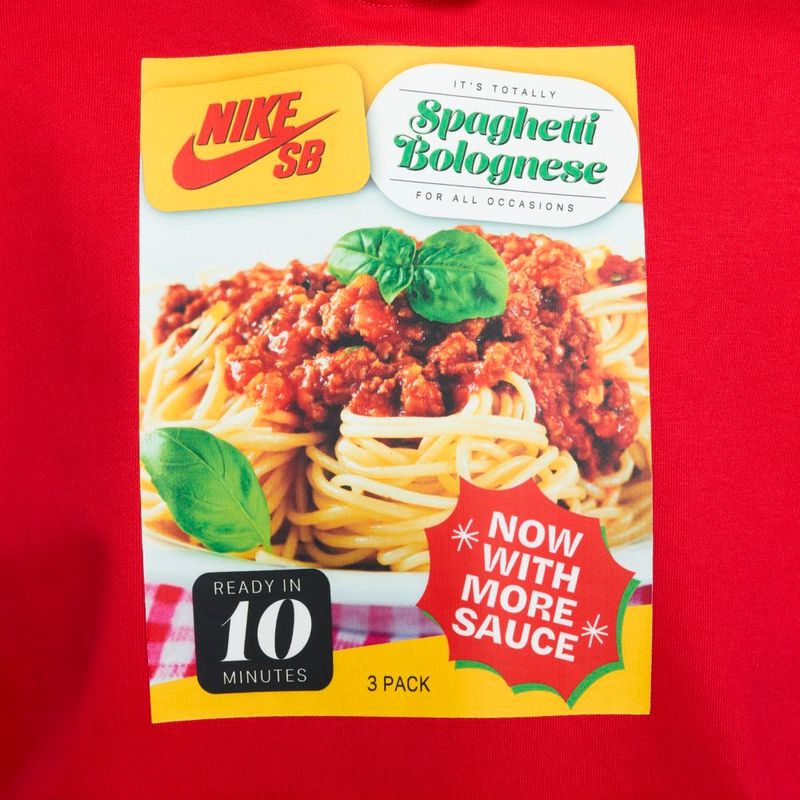 NIKE
SB
IT'S TOTALLY
Spaghetti
Bolognese
FOR ALL OCCASIONS
NOW
WITH
MORE
SAUCE
READY IN
10
MINUTES
3 PACK